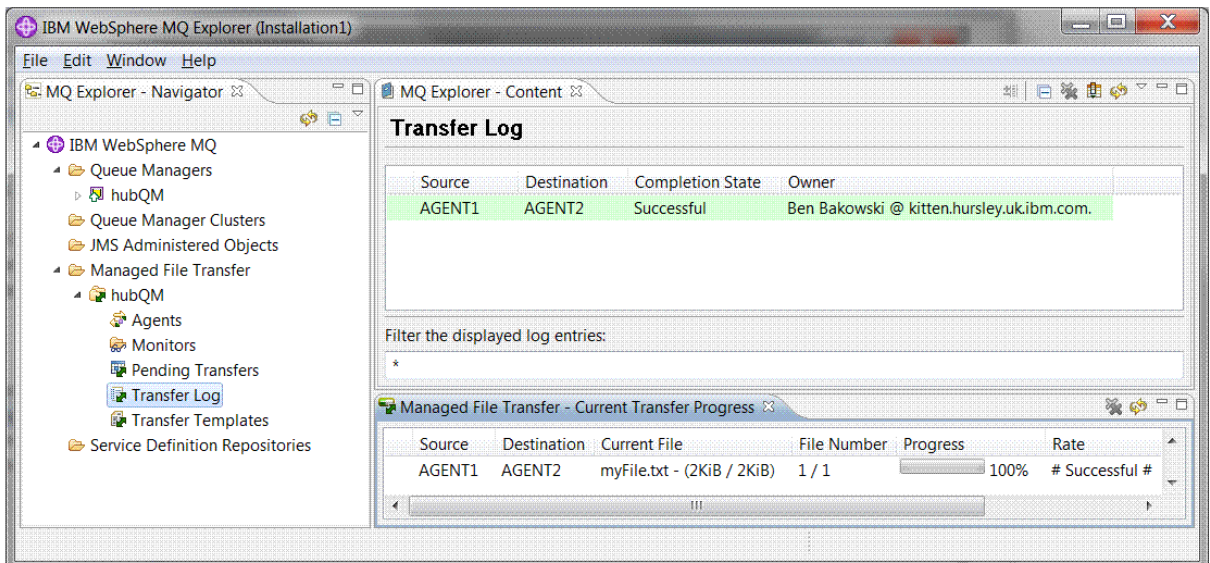 IBM WebSphere MQ Explorer (Installation1)
File Edit Window Help
MQ Explorer - Navigator
IBM WebSphere MQ
Queue Managers
hubQM
Queue Manager Clusters
JMS Administered Objects
Managed File Transfer
hubQM
Agents
Monitors
Pending Transfers
Transfer Log
Transfer Templates
Service Definition Repositories
MQ Explorer - Content
Transfer Log
Source Destination Completion State Owner
AGENT1 AGENT2 Successful Ben Bakowski @ kitten.hursley.uk.ibm.com.
Filter the displayed log entries:
*
Managed File Transfer - Current Transfer Progress
Source Destination Current File File Number Progress Rate
AGENT1 AGENT2 myFile.txt - (2KiB / 2KiB) 1 / 1 100% # Successful #